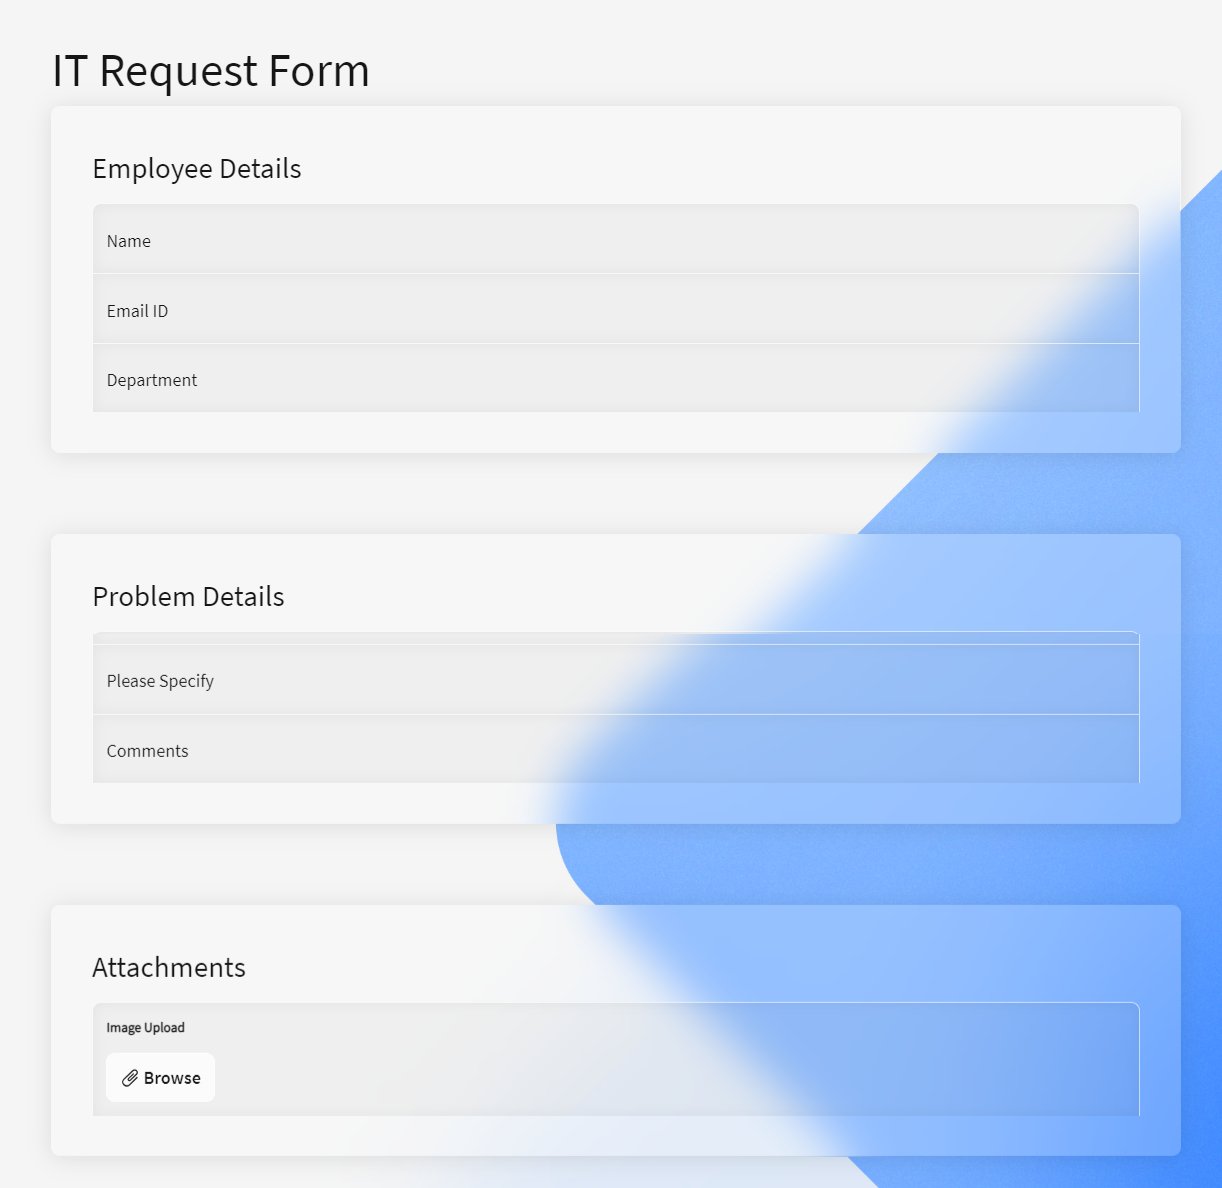 IT Request Form
Employee Details
Name
Email ID
Department
Problem Details
Please Specify
Comments
Attachments
Image Upload
Browse